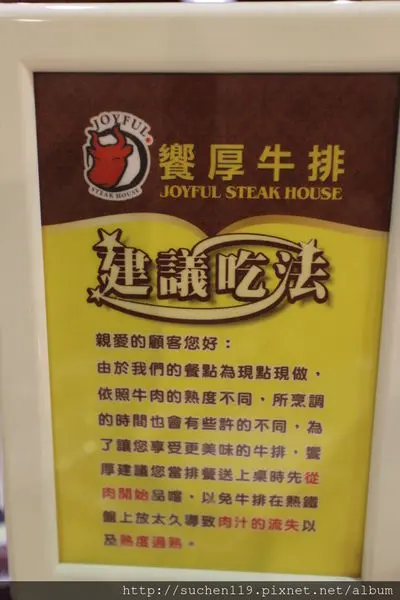 JOYFUL
STEAK HOUSE
饗厚牛排
JOYFUL STEAK HOUSE
建議吃法
親愛的顧客您好：
由於我們的餐點為現點現做，
依照牛肉的熟度不同，所烹調
的時間也會有些許的不同，為
了讓您享受更美味的牛排，饗
厚建議您當排餐送上桌時先從
肉開始品嚐，以免牛排在熱鐵
盤上放太久導致肉汁的流失以
及熟度過熟。
http://suchen119.pixnet.net/album